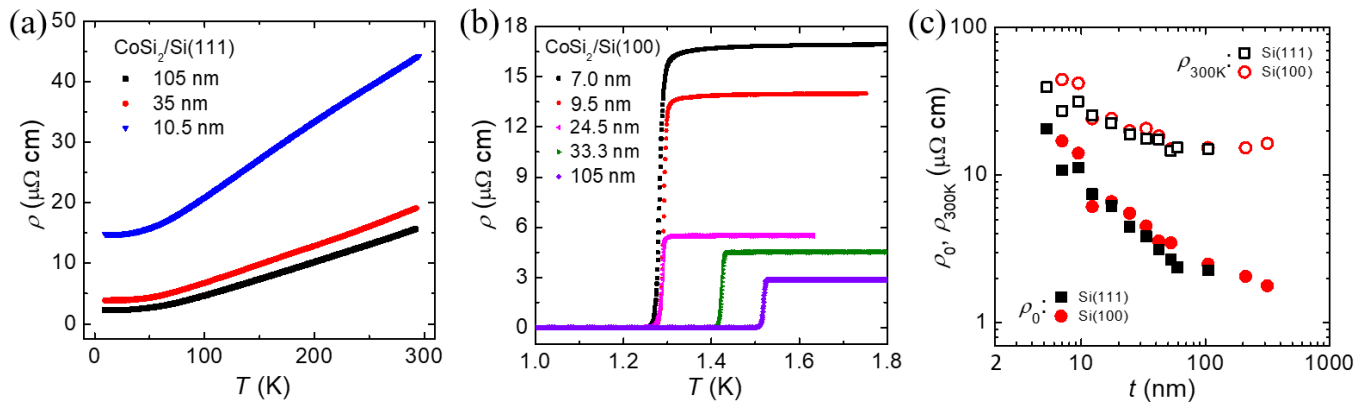 (a)
50
40
30
20
10
0
ρ (μΩ cm)
CoSi2/Si(111)
105 nm
35 nm
10.5 nm
0 100 200 300
T (K)
(b)
18
15
12
9
6
3
0
ρ (μΩ cm)
CoSi2/Si(100)
7.0 nm
9.5 nm
24.5 nm
33.3 nm
105 nm
1.0 1.2 1.4 1.6 1.8
T (K)
(c)
100
10
1
ρ0, ρ300K (μΩ cm)
ρ300K: Si(111)
Si(100)
ρ0: Si(111)
Si(100)
2 10 100 1000
t (nm)